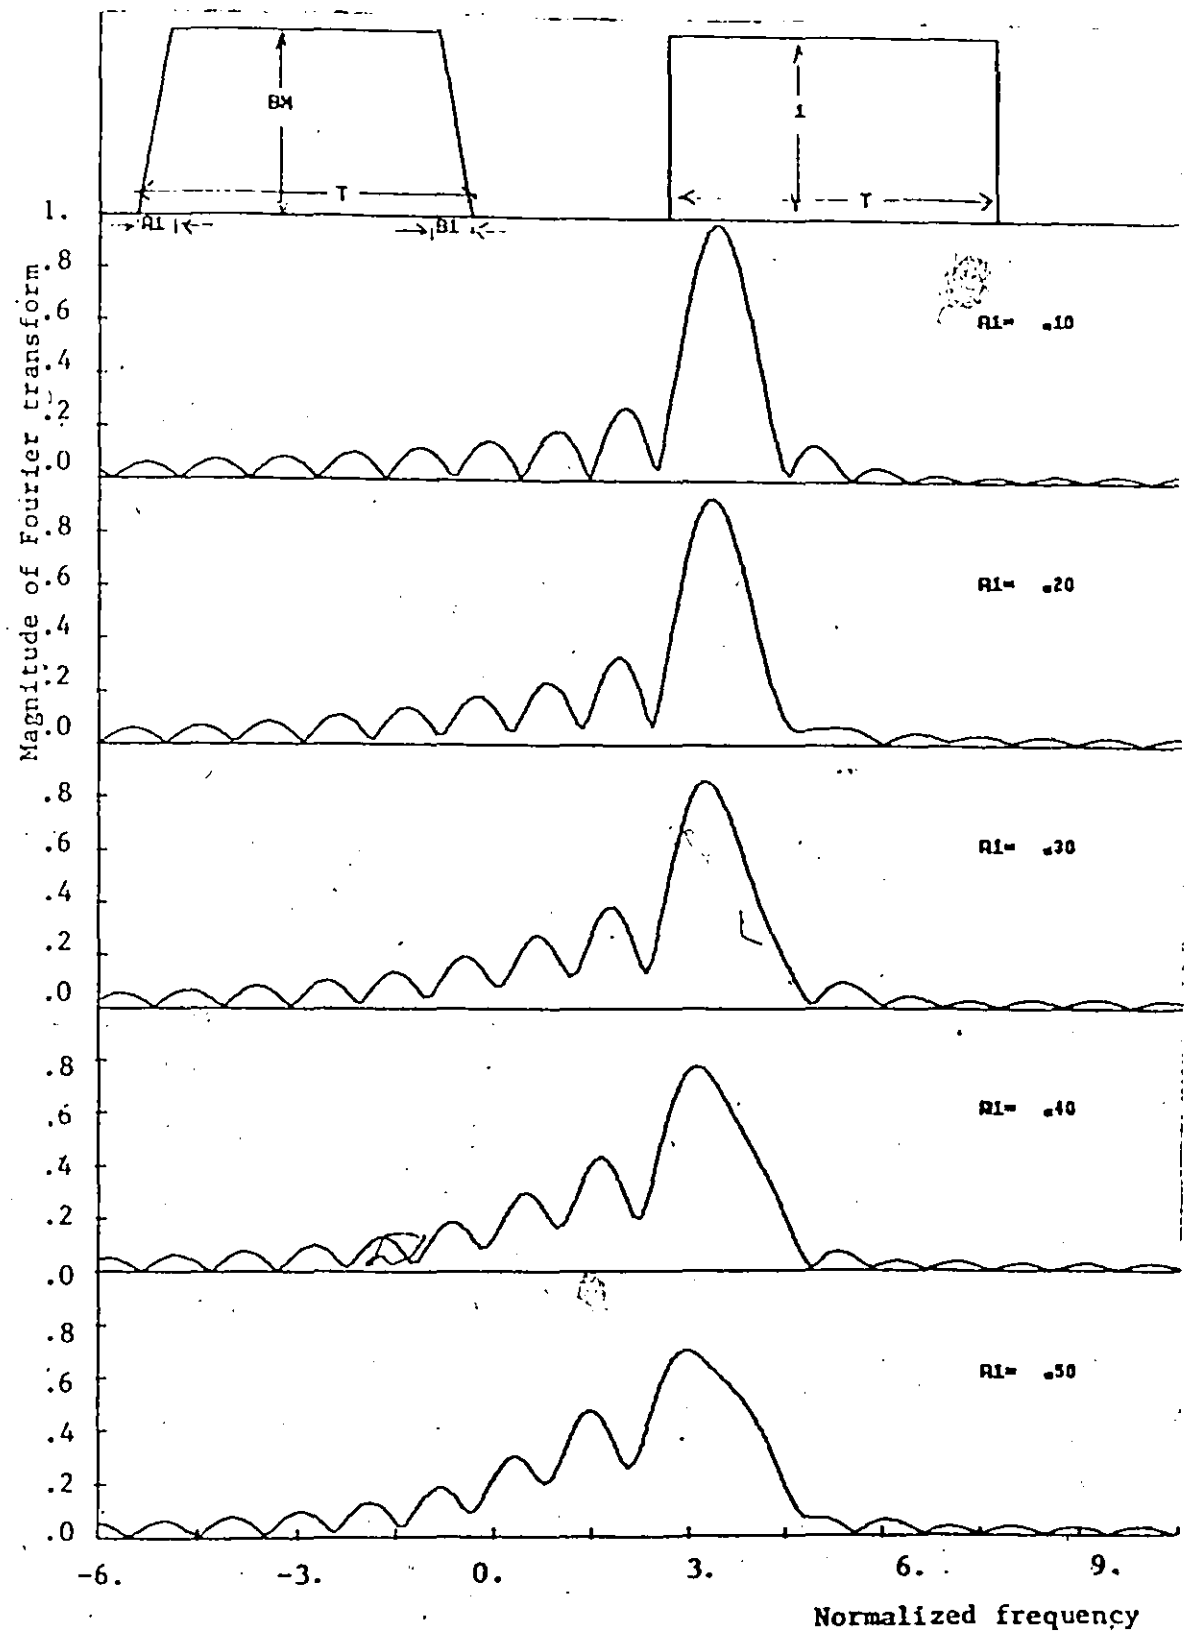 BK
1
T
T
A1
B1
1.
.8
.6
.4
.2
.0
A1= .10
.8
.6
.4
.2
.0
A1= .20
.8
.6
.4
.2
.0
A1= .30
.8
.6
.4
.2
.0
A1= .40
.8
.6
.4
.2
.0
A1= .50
Magnitude of Fourier transform
-6. -3. 0. 3. 6. 9.
Normalized frequency